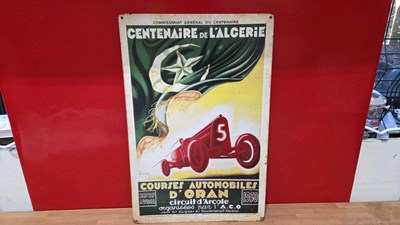 COMMISSARIAT GÉNÉRAL DU CENTENAIRE
CENTENAIRE DE L'ALGERIE
5
COURSES AUTOMOBILES
D'ORAN
1930
circuit d'Arcole
organisées par l'A.C.O